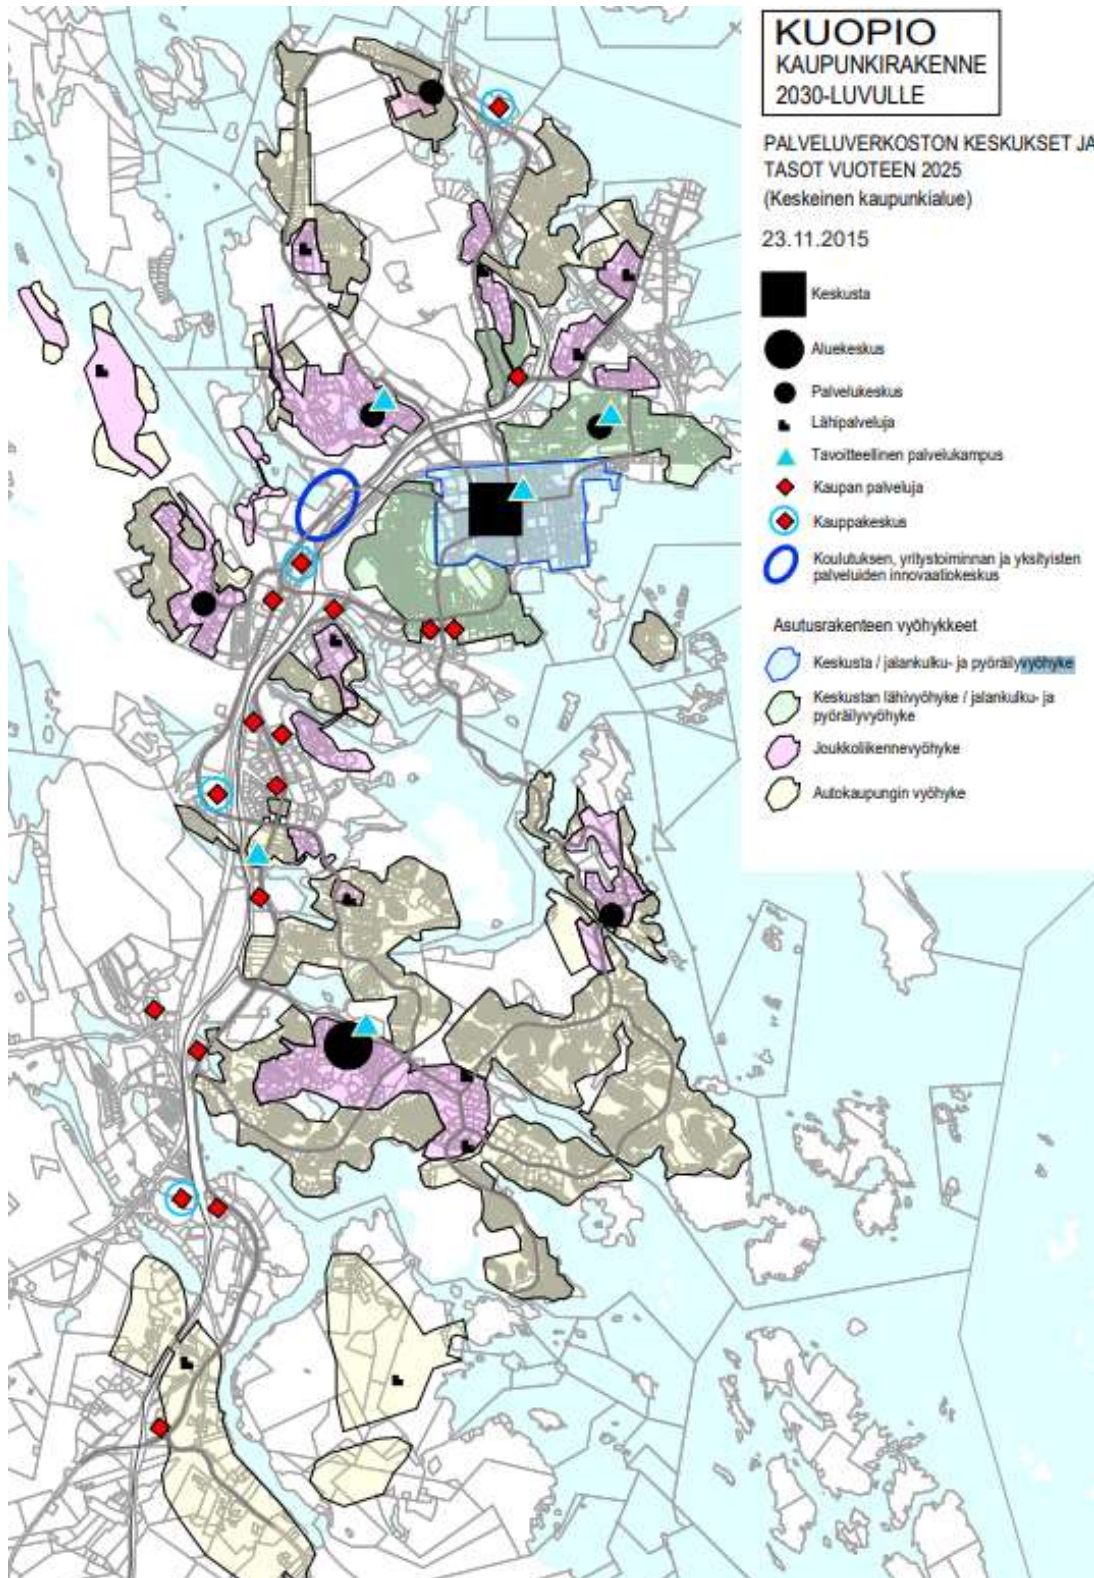 KUOPIO
KAUPUNKIRAKENNE
2030-LUVULLE
PALVELUVERKOSTON KESKUKSET JA
TASOT VUOTEEN 2025
(Keskeinen kaupunkialue)
23.11.2015
Keskusta
Aluekeskus
Palvelukeskus
Lähipalveluja
Tavoitteellinen palvelukampus
Kaupan palveluja
Kauppakeskus
Koulutuksen, yritystoiminnan ja yksityisten
palveluiden innovaatiokeskus
Asutusrakenteen vyöhykkeet
Keskusta / jalankulku- ja pyöräilyvyöhyke
Keskustan lähivyöhyke / jalankulku- ja
pyöräilyvyöhyke
Joukkoliikennevyöhyke
Autokaupungin vyöhyke